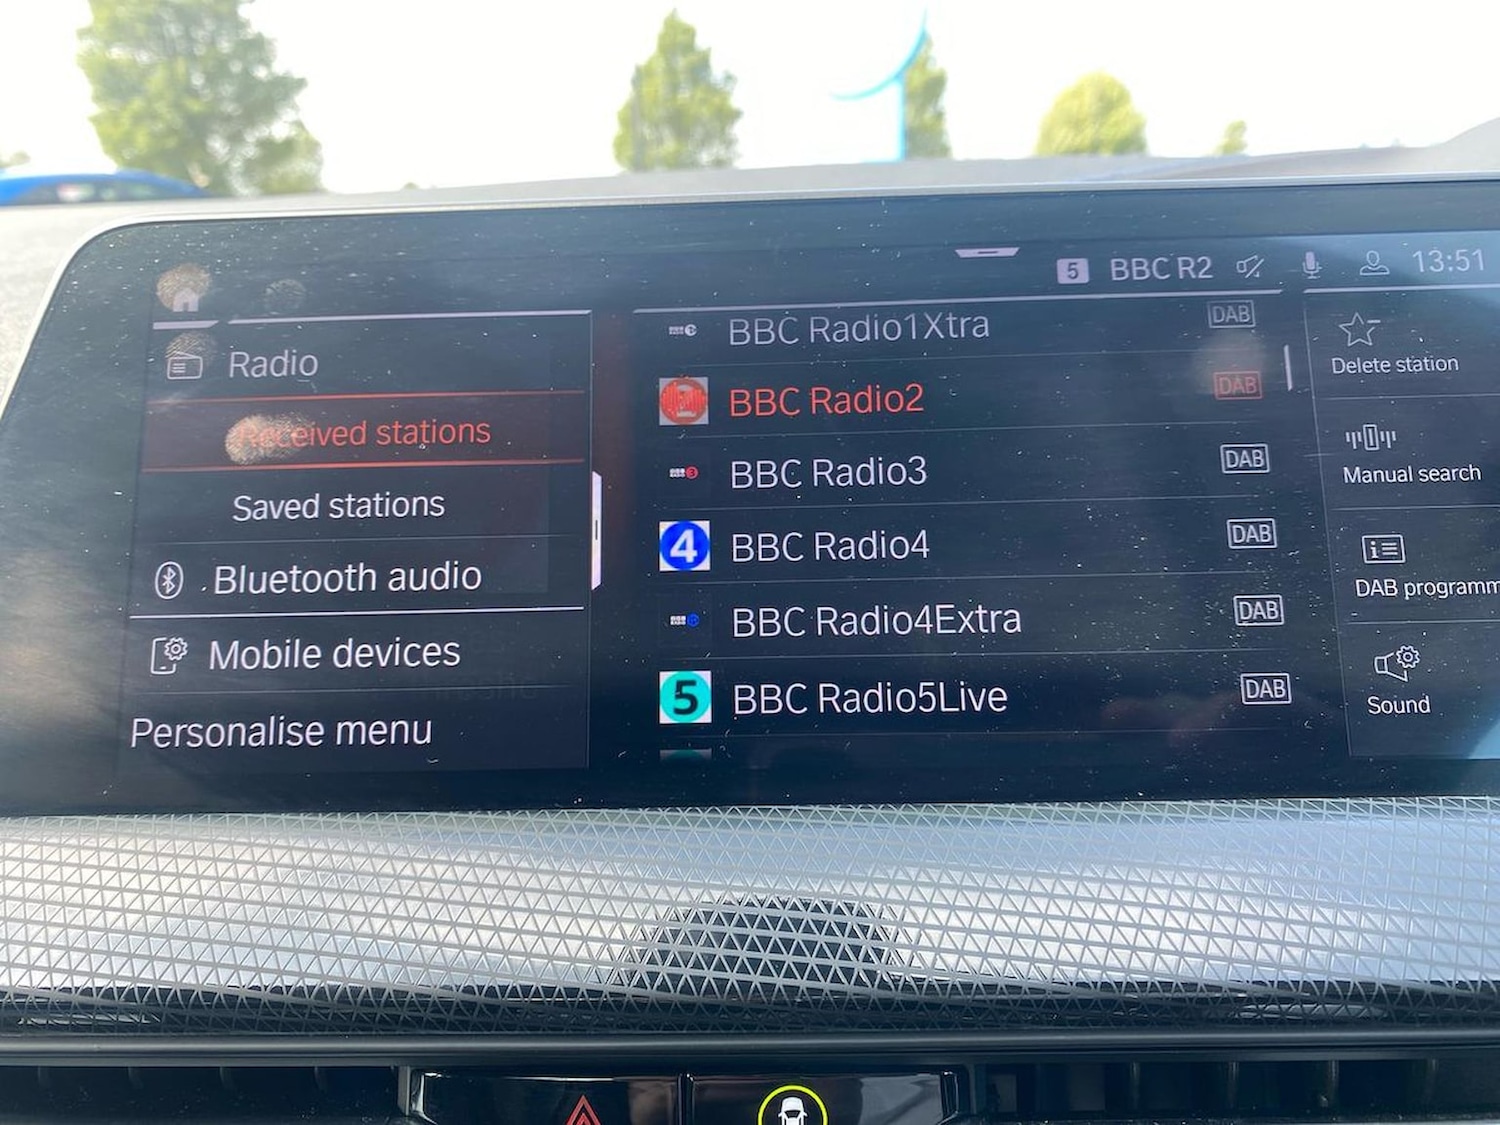 5 BBC R2 13:51
Radio
Received stations
Saved stations
Bluetooth audio
Mobile devices
Personalise menu
BBC Radio1Xtra DAB
BBC Radio2 DAB
BBC Radio3 DAB
4 BBC Radio4 DAB
BBC Radio4Extra DAB
5 BBC Radio5Live DAB
Delete station
Manual search
DAB programm
Sound